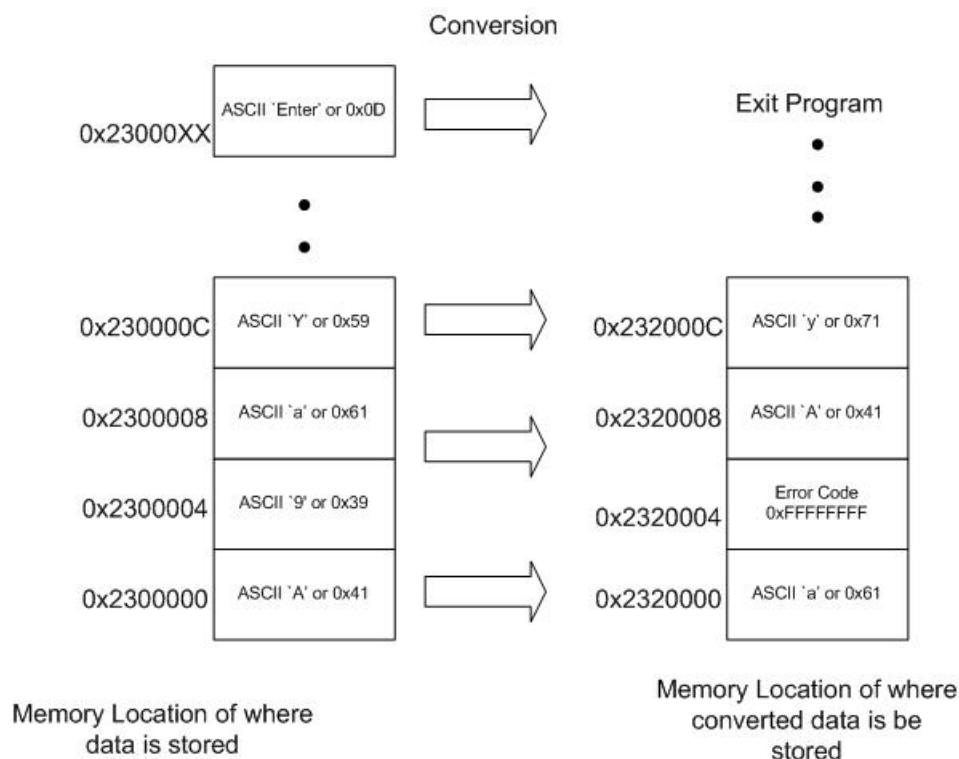 Conversion
ASCII `Enter' or 0x0D
0x23000XX
Exit Program
0x230000C
ASCII `Y' or 0x59
0x232000C
ASCII `y' or 0x71
0x2300008
ASCII `a' or 0x61
0x2320008
ASCII `A' or 0x41
0x2300004
ASCII `9' or 0x39
0x2320004
Error Code
0xFFFFFFFF
0x2300000
ASCII `A' or 0x41
0x2320000
ASCII `a' or 0x61
Memory Location of where
data is stored
Memory Location of where
converted data is be
stored